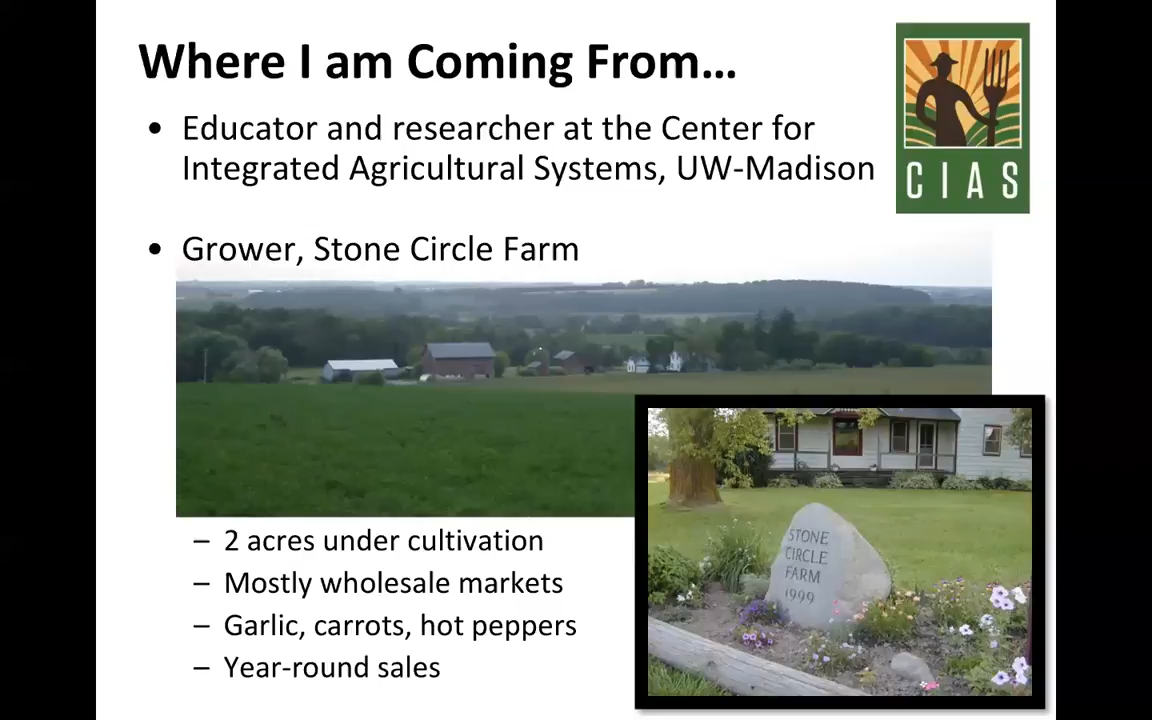 Where I am Coming From…
CIAS
• Educator and researcher at the Center for
Integrated Agricultural Systems, UW-Madison
• Grower, Stone Circle Farm
STONE
CIRCLE
FARM
1999
– 2 acres under cultivation
– Mostly wholesale markets
– Garlic, carrots, hot peppers
– Year-round sales